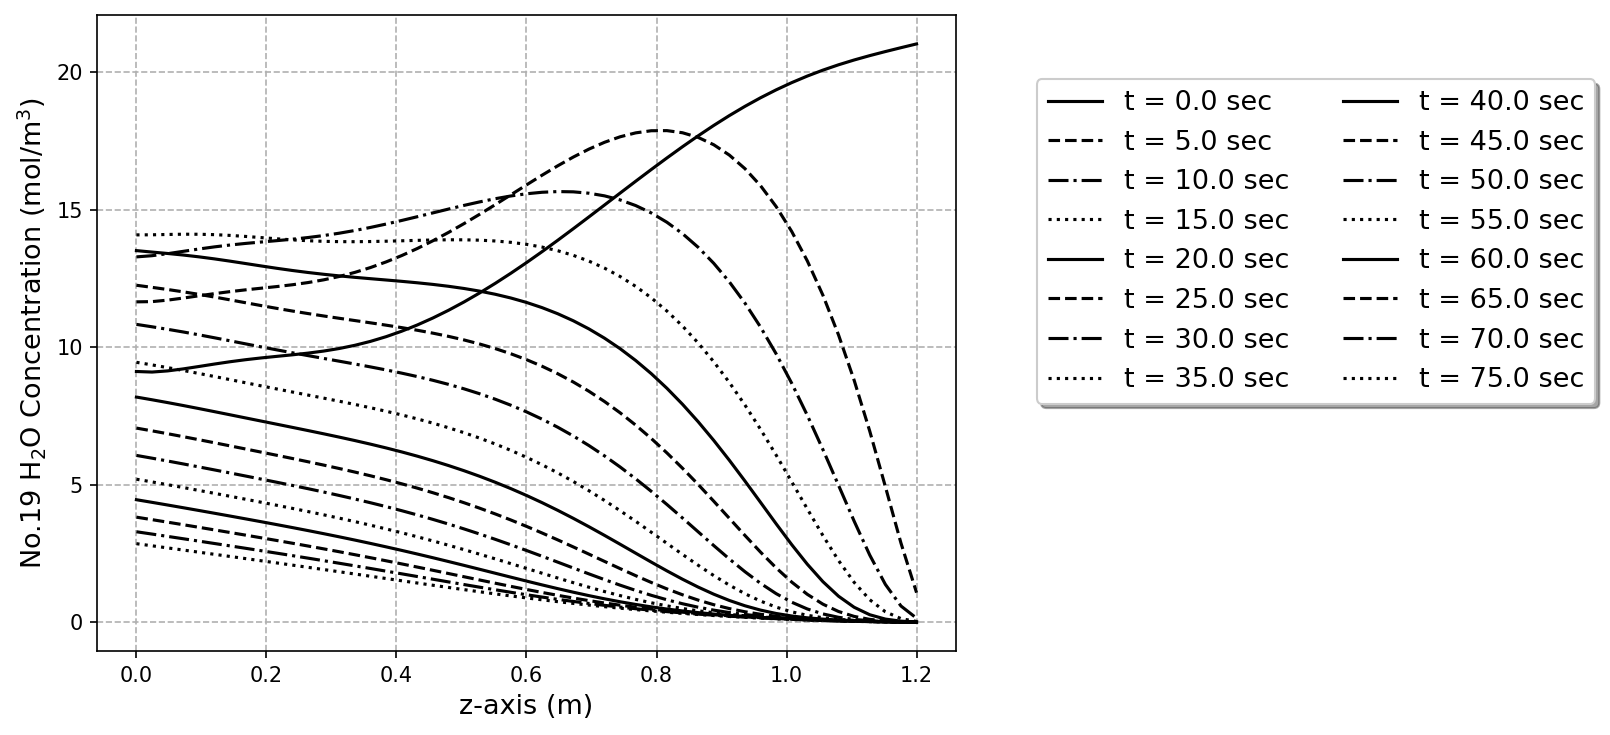 20
15
10
5
0
0.0 0.2 0.4 0.6 0.8 1.0 1.2
No.19 H₂O Concentration (mol/m³)
z-axis (m)
t = 0.0 sec
t = 5.0 sec
t = 10.0 sec
t = 15.0 sec
t = 20.0 sec
t = 25.0 sec
t = 30.0 sec
t = 35.0 sec
t = 40.0 sec
t = 45.0 sec
t = 50.0 sec
t = 55.0 sec
t = 60.0 sec
t = 65.0 sec
t = 70.0 sec
t = 75.0 sec